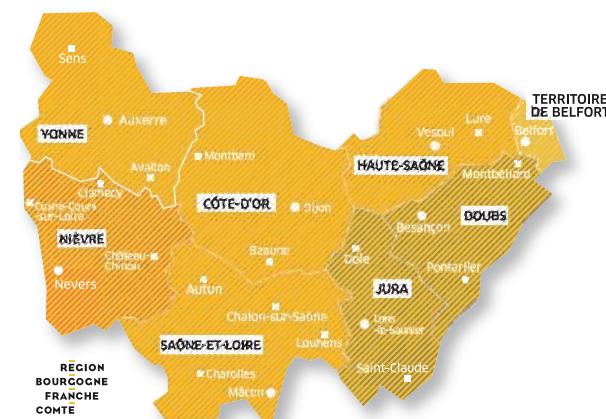 Sens
Auxerre
YONNE
Avallon
Clamecy
Cosne-Cours
-sur-Loire
NIÈVRE
Château-
Chinon
Nevers
Montbard
CÔTE-D'OR
Dijon
Beaune
Autun
Chalon-sur-Saône
SAÔNE-ET-LOIRE
Louhans
Charolles
Mâcon
Vesoul
Lure
HAUTE-SAÔNE
TERRITOIRE
DE BELFORT
Belfort
Montbéliard
DOUBS
Besançon
Pontarlier
Dole
JURA
Lons
-le-Saunier
Saint-Claude
REGION
BOURGOGNE
FRANCHE
COMTE